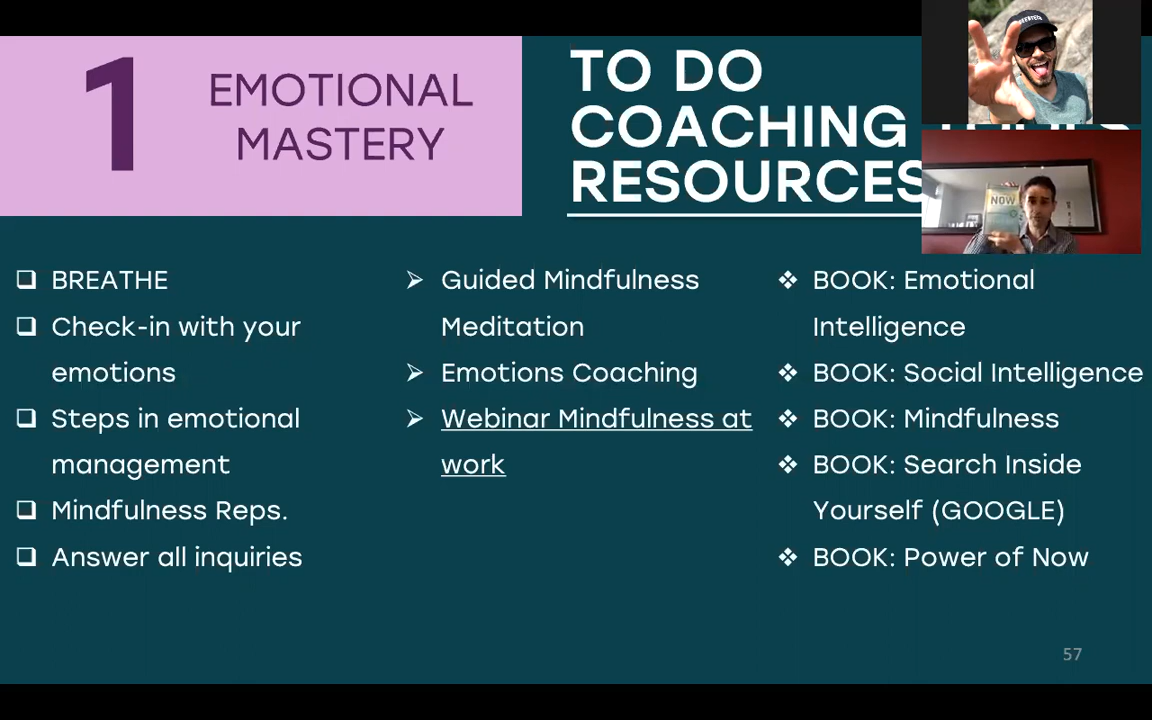 1
EMOTIONAL
MASTERY
TO DO
COACHING
RESOURCES
NOW
BREATHE
Check-in with your
emotions
Steps in emotional
management
Mindfulness Reps.
Answer all inquiries
Guided Mindfulness
Meditation
Emotions Coaching
Webinar Mindfulness at
work
BOOK: Emotional
Intelligence
BOOK: Social Intelligence
BOOK: Mindfulness
BOOK: Search Inside
Yourself (GOOGLE)
BOOK: Power of Now
57